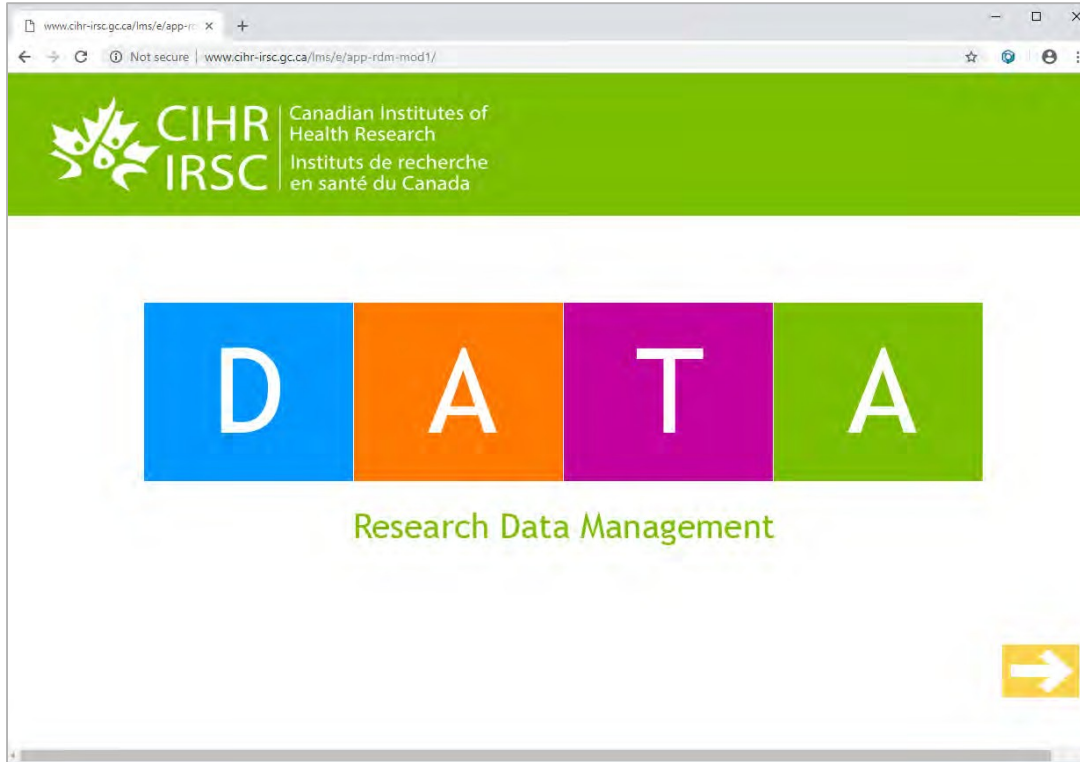 www.cihr-irsc.gc.ca/lms/e/app-r
Not secure | www.cihr-irsc.gc.ca/lms/e/app-rdm-mod1/
CIHR
IRSC
Canadian Institutes of
Health Research
Instituts de recherche
en santé du Canada
D A T A
Research Data Management